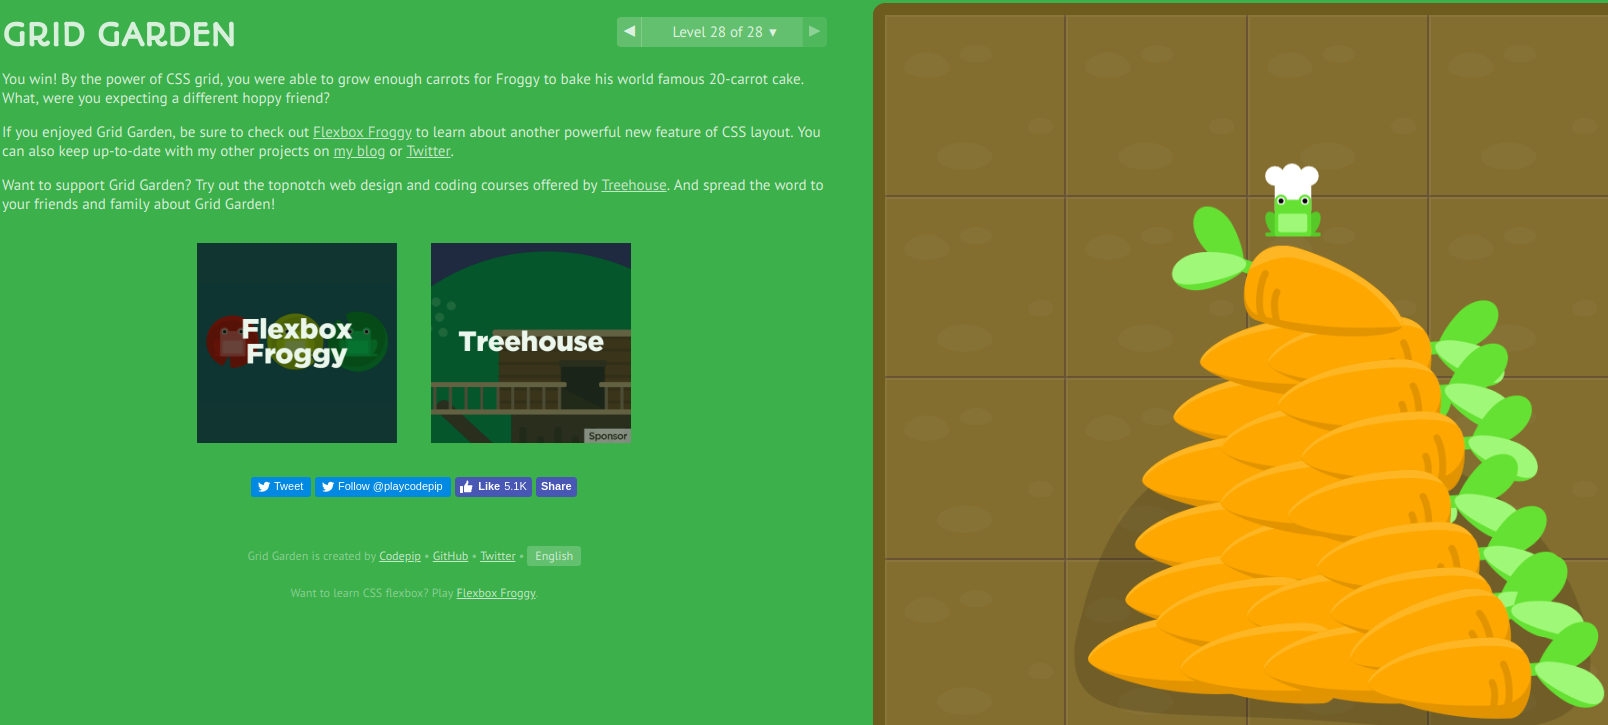 GRID GARDEN
◀ Level 28 of 28 ▼ ▶
You win! By the power of CSS grid, you were able to grow enough carrots for Froggy to bake his world famous 20-carrot cake.
What, were you expecting a different hoppy friend?
If you enjoyed Grid Garden, be sure to check out Flexbox Froggy to learn about another powerful new feature of CSS layout. You
can also keep up-to-date with my other projects on my blog or Twitter.
Want to support Grid Garden? Try out the topnotch web design and coding courses offered by Treehouse. And spread the word to
your friends and family about Grid Garden!
Flexbox
Froggy
Treehouse
Sponsor
Tweet Follow @playcodepip Like 5.1K Share
Grid Garden is created by Codepip • GitHub • Twitter • English
Want to learn CSS flexbox? Play Flexbox Froggy.